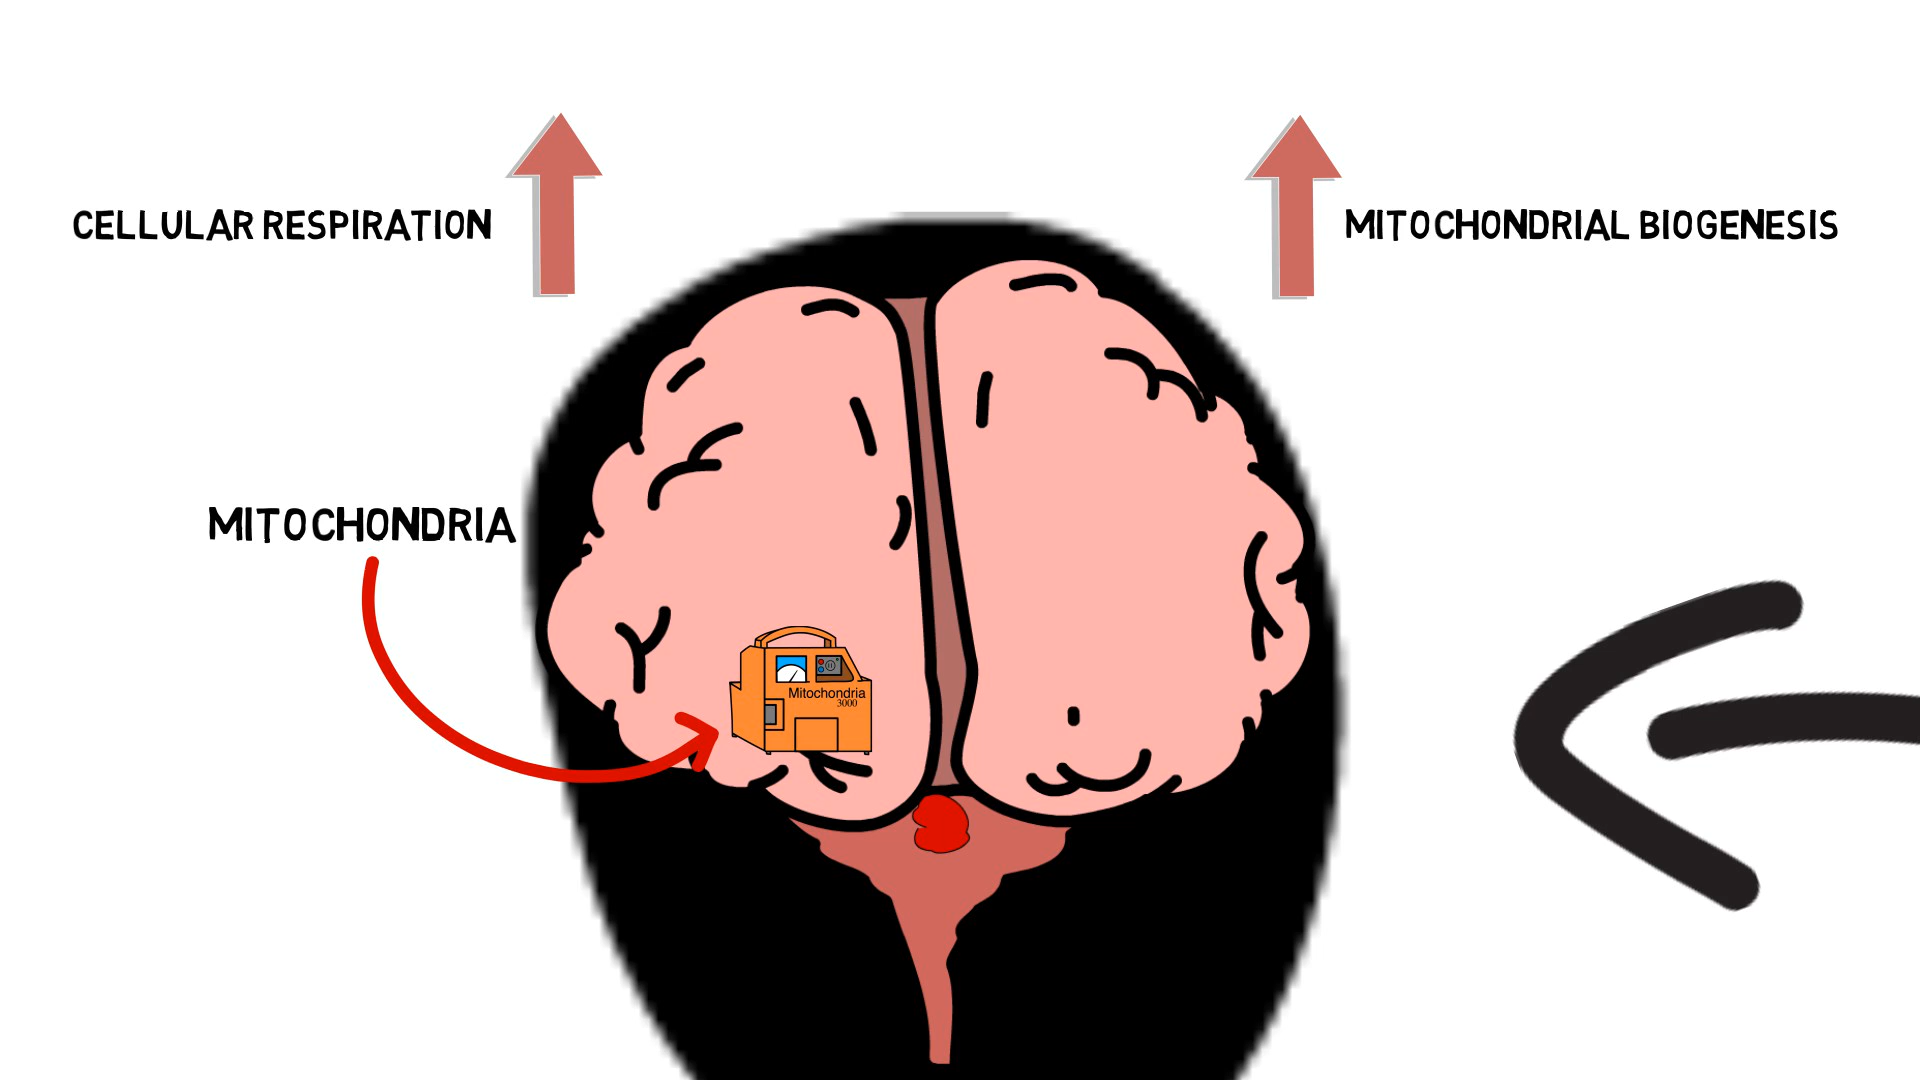 CELLULAR RESPIRATION
MITOCHONDRIAL BIOGENESIS
MITOCHONDRIA
Mitochondria
3000